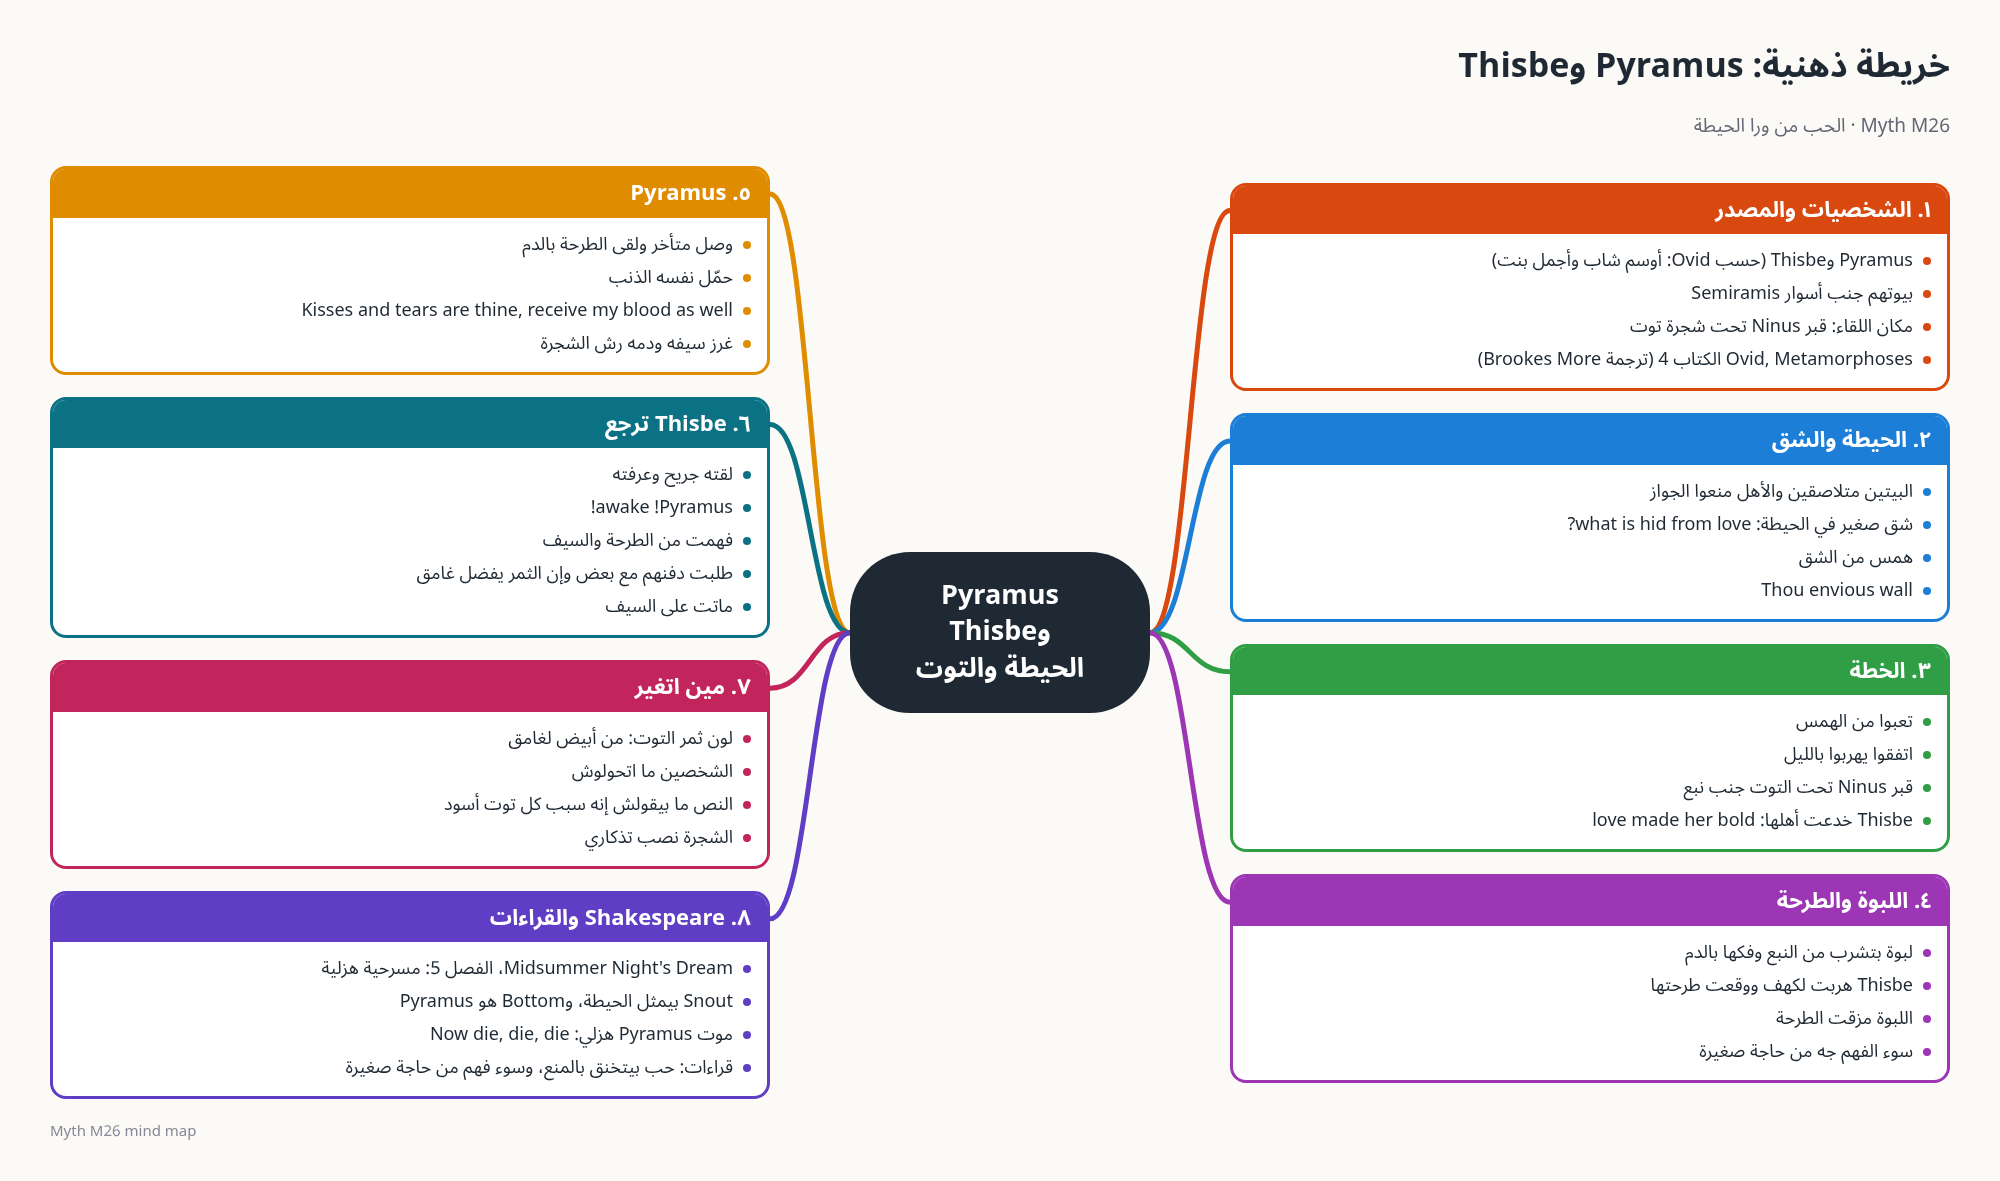 خريطة ذهنية: Pyramus وThisbe
Myth M26 · الحب من ورا الحيطة
١. الشخصيات والمصدر
Pyramus وThisbe (حسب Ovid: أوسم شاب وأجمل بنت)
بيوتهم جنب أسوار Semiramis
مكان اللقاء: قبر Ninus تحت شجرة توت
Ovid, Metamorphoses الكتاب 4 (ترجمة Brookes More)
٢. الحيطة والشق
البيتين متلاصقين والأهل منعوا الجواز
شق صغير في الحيطة: what is hid from love?
همس من الشق
Thou envious wall
٣. الخطة
تعبوا من الهمس
اتفقوا يهربوا بالليل
قبر Ninus تحت التوت جنب نبع
Thisbe خدعت أهلها: love made her bold
٤. اللبوة والطرحة
لبوة بتشرب من النبع وفكها بالدم
Thisbe هربت لكهف ووقعت طرحتها
اللبوة مزقت الطرحة
سوء الفهم جه من حاجة صغيرة
Pyramus
وThisbe
الحيطة والتوت
٥. Pyramus
وصل متأخر ولقى الطرحة بالدم
حمّل نفسه الذنب
Kisses and tears are thine, receive my blood as well
غرز سيفه ودمه رش الشجرة
٦. Thisbe ترجع
لقته جريح وعرفته
Pyramus! awake!
فهمت من الطرحة والسيف
طلبت دفنهم مع بعض وإن الثمر يفضل غامق
ماتت على السيف
٧. مين اتغير
لون ثمر التوت: من أبيض لغامق
الشخصين ما اتحولوش
النص ما بيقولش إنه سبب كل توت أسود
الشجرة نصب تذكاري
٨. Shakespeare والقراءات
Midsummer Night's Dream، الفصل 5: مسرحية هزلية
Snout بيمثل الحيطة، وBottom هو Pyramus
موت Pyramus هزلي: Now die, die, die
قراءات: حب بيتخنق بالمنع، وسوء فهم من حاجة صغيرة
Myth M26 mind map